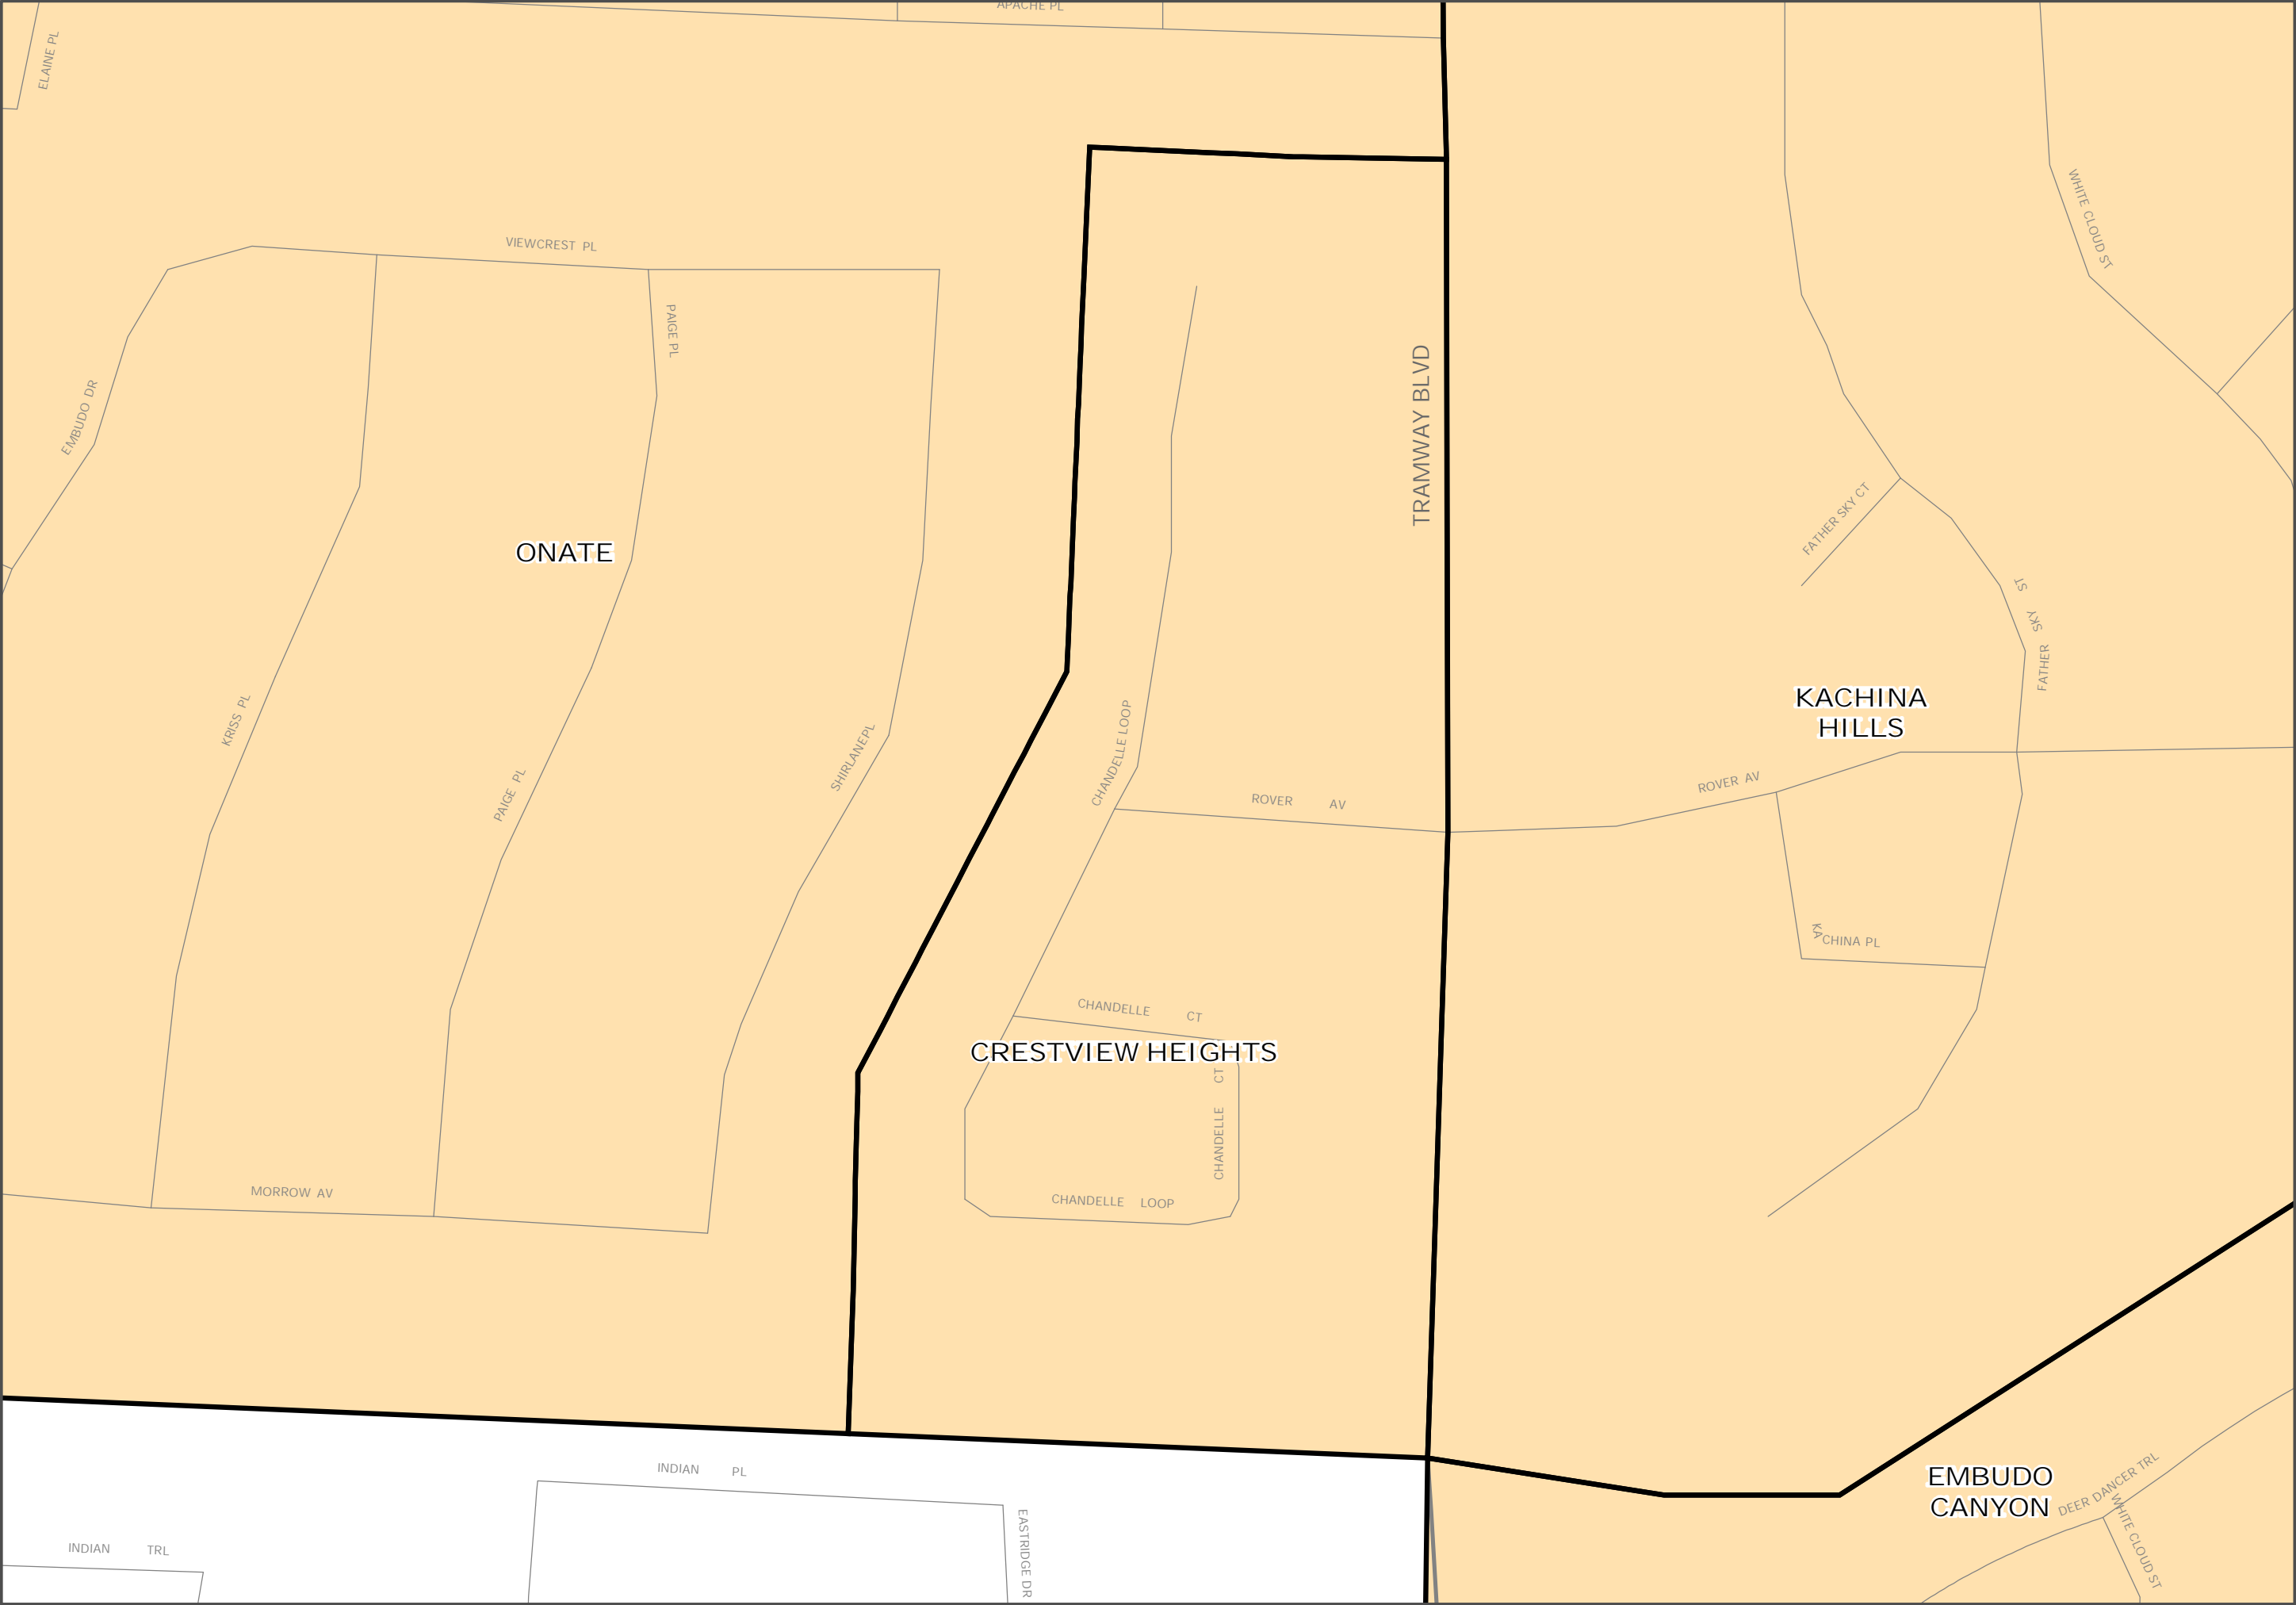 APACHE PL
ELAINE PL
WHITE CLOUD ST
VIEWCREST PL
PAIGE PL
EMBUDO DR
TRAMWAY BLVD
FATHER SKY CT
ONATE
FATHER SKY ST
KACHINA
HILLS
KRISS PL
PAIGE PL
SHIRLANEPL
CHANDELLE LOOP
ROVER AV
ROVER AV
KACHINA PL
CHANDELLE CT
CRESTVIEW HEIGHTS
CHANDELLE CT
CHANDELLE LOOP
MORROW AV
INDIAN PL
EMBUDO
CANYON
DEER DANCER TRL
WHITE CLOUD ST
EASTRIDGE DR
INDIAN TRL